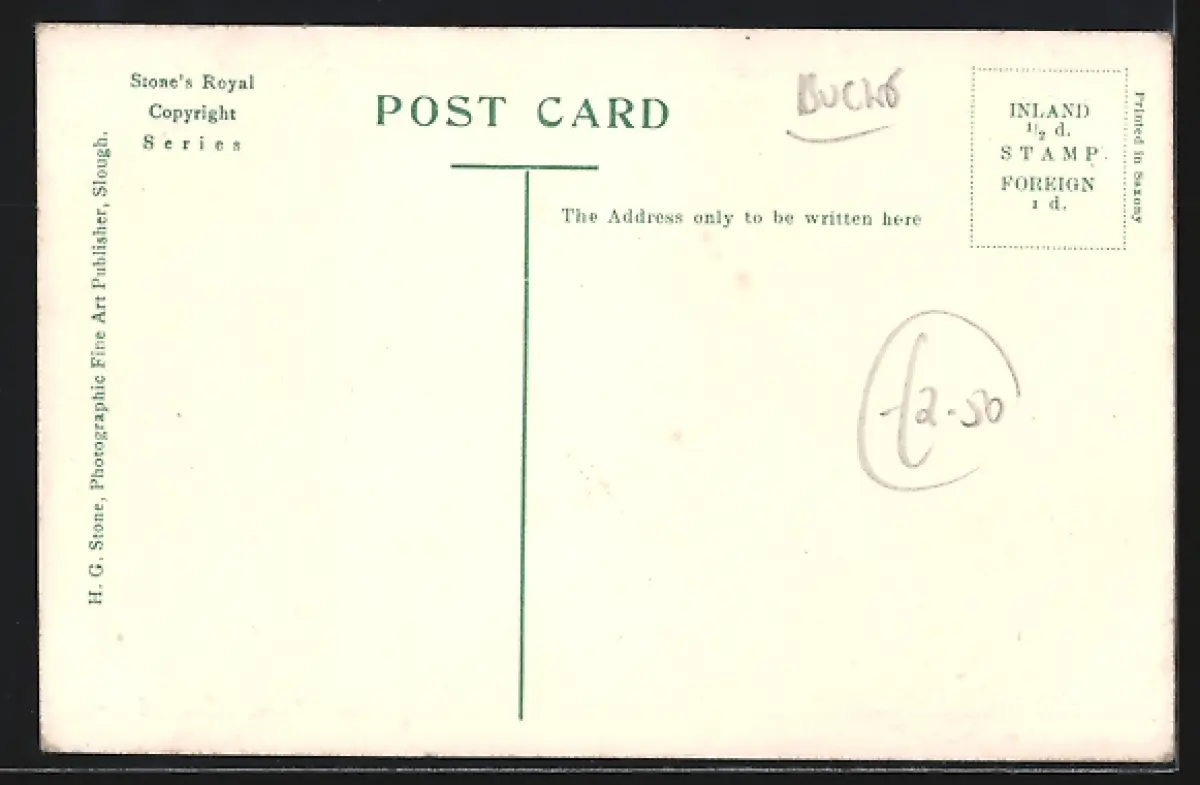 Stone's Royal
Copyright
Series
POST CARD
BUCKS
INLAND
1/2 d.
STAMP.
FOREIGN
1 d.
Printed in Saxony
The Address only to be written here
H. G. Stone, Photographic Fine Art Publisher, Slough.
£2-50